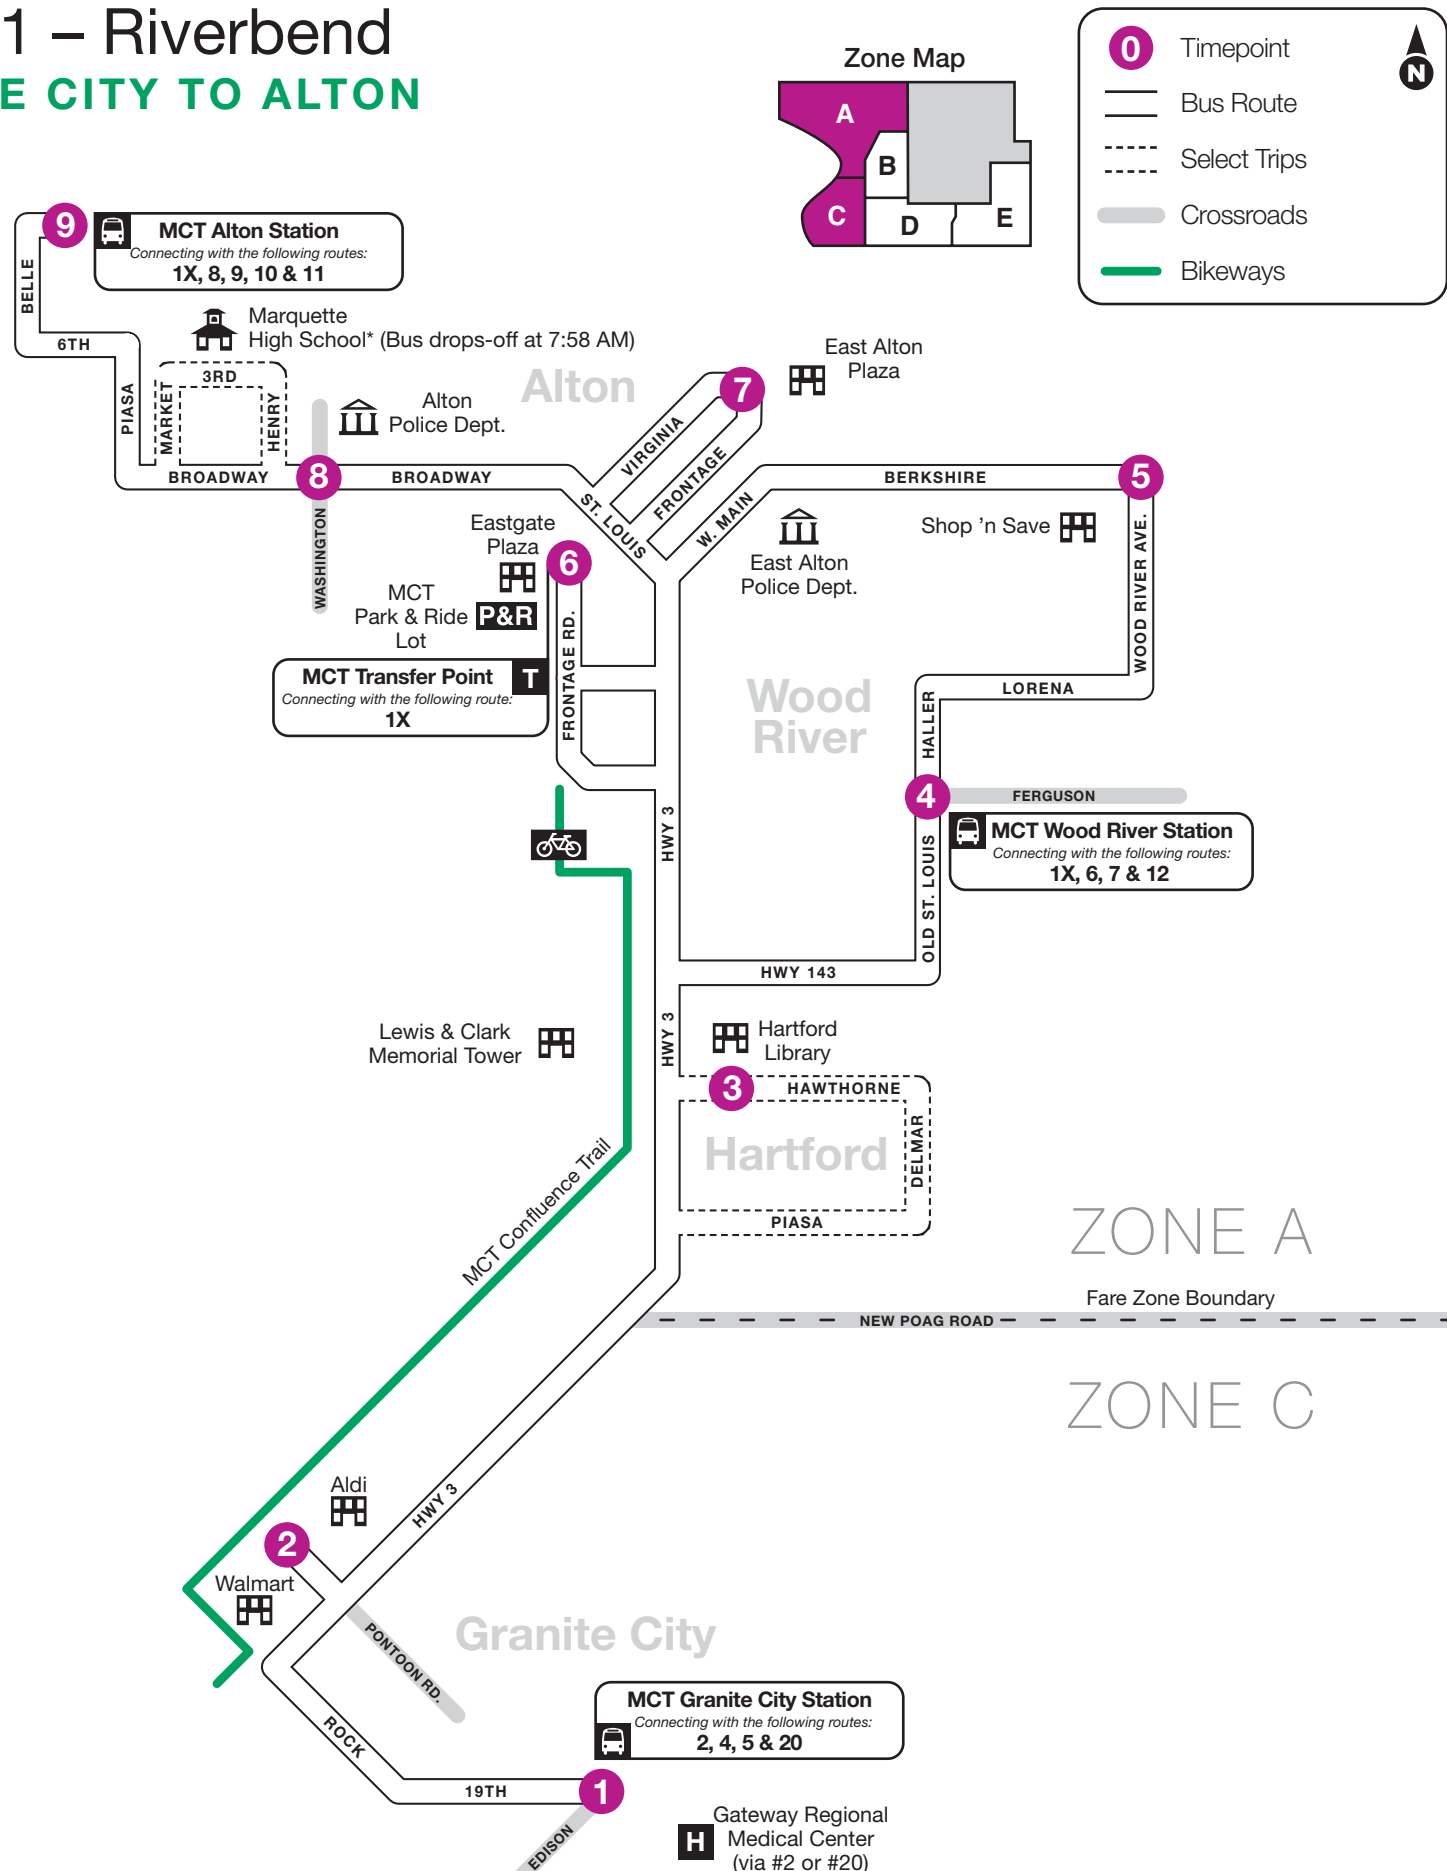 1 – Riverbend
E CITY TO ALTON
Zone Map
A
B
C
D
E
0 Timepoint
Bus Route
Select Trips
Crossroads
Bikeways
N
9
MCT Alton Station
Connecting with the following routes:
1X, 8, 9, 10 & 11
BELLE
6TH
PIASA
Marquette
High School* (Bus drops-off at 7:58 AM)
MARKET
3RD
HENRY
Alton
Police Dept.
Alton
BROADWAY
8
BROADWAY
WASHINGTON
East Alton
Plaza
7
VIRGINIA
FRONTAGE
ST. LOUIS
W. MAIN
BERKSHIRE
5
Shop ’n Save
WOOD RIVER AVE.
East Alton
Police Dept.
Eastgate
Plaza
6
MCT
Park & Ride
Lot
P&R
FRONTAGE RD.
MCT Transfer Point
T
Connecting with the following route:
1X
Wood
River
LORENA
HALLER
4
FERGUSON
MCT Wood River Station
Connecting with the following routes:
1X, 6, 7 & 12
OLD ST. LOUIS
HWY 3
HWY 143
HWY 3
Lewis & Clark
Memorial Tower
Hartford
Library
3
HAWTHORNE
Hartford
DELMAR
PIASA
MCT Confluence Trail
ZONE A
Fare Zone Boundary
NEW POAG ROAD
ZONE C
Aldi
HWY 3
2
Walmart
PONTOON RD.
Granite City
ROCK
MCT Granite City Station
Connecting with the following routes:
2, 4, 5 & 20
19TH
1
EDISON
H
Gateway Regional
Medical Center
(via #2 or #20)